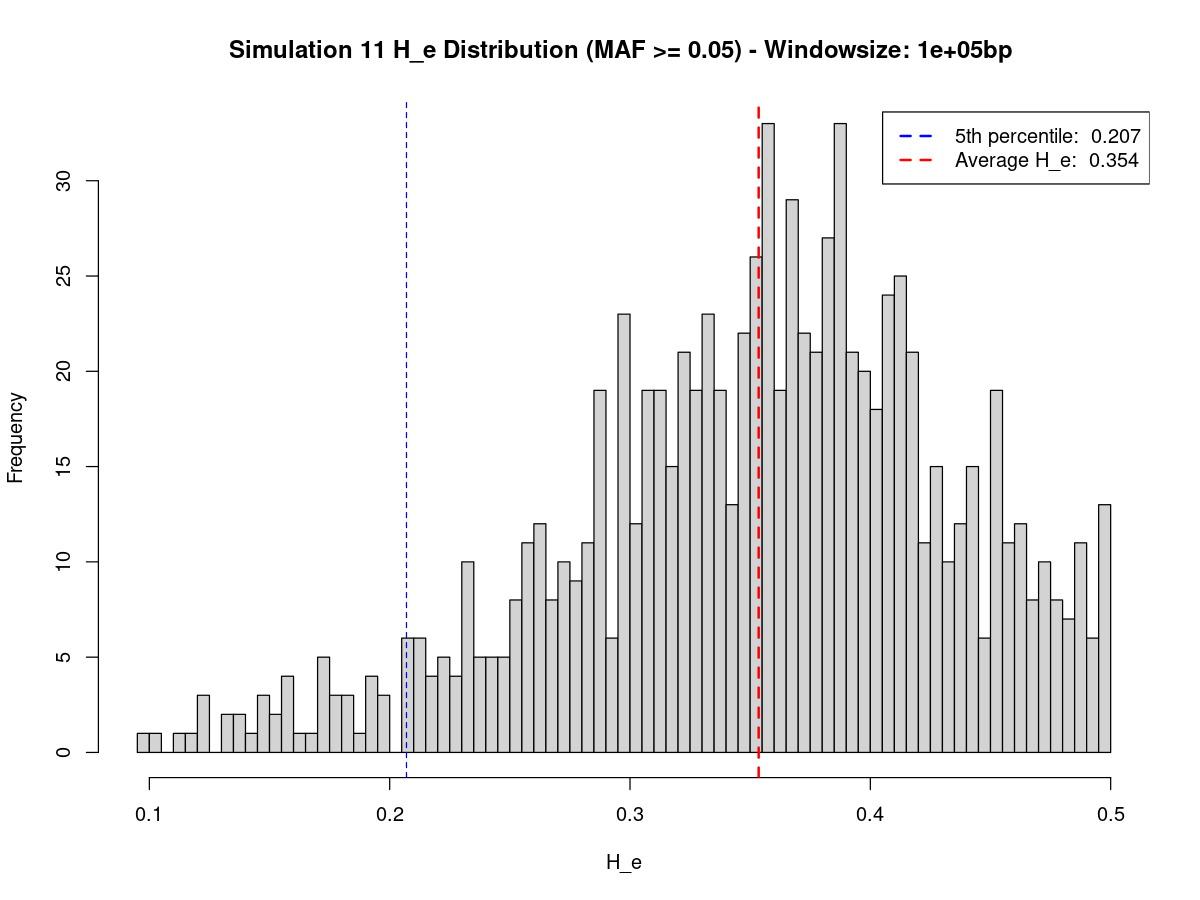 Simulation 11 H_e Distribution (MAF >= 0.05) - Windowsize: 1e+05bp
5th percentile:  0.207
Average H_e:  0.354
Frequency
30
25
20
15
10
5
0
0.1 0.2 0.3 0.4 0.5
H_e